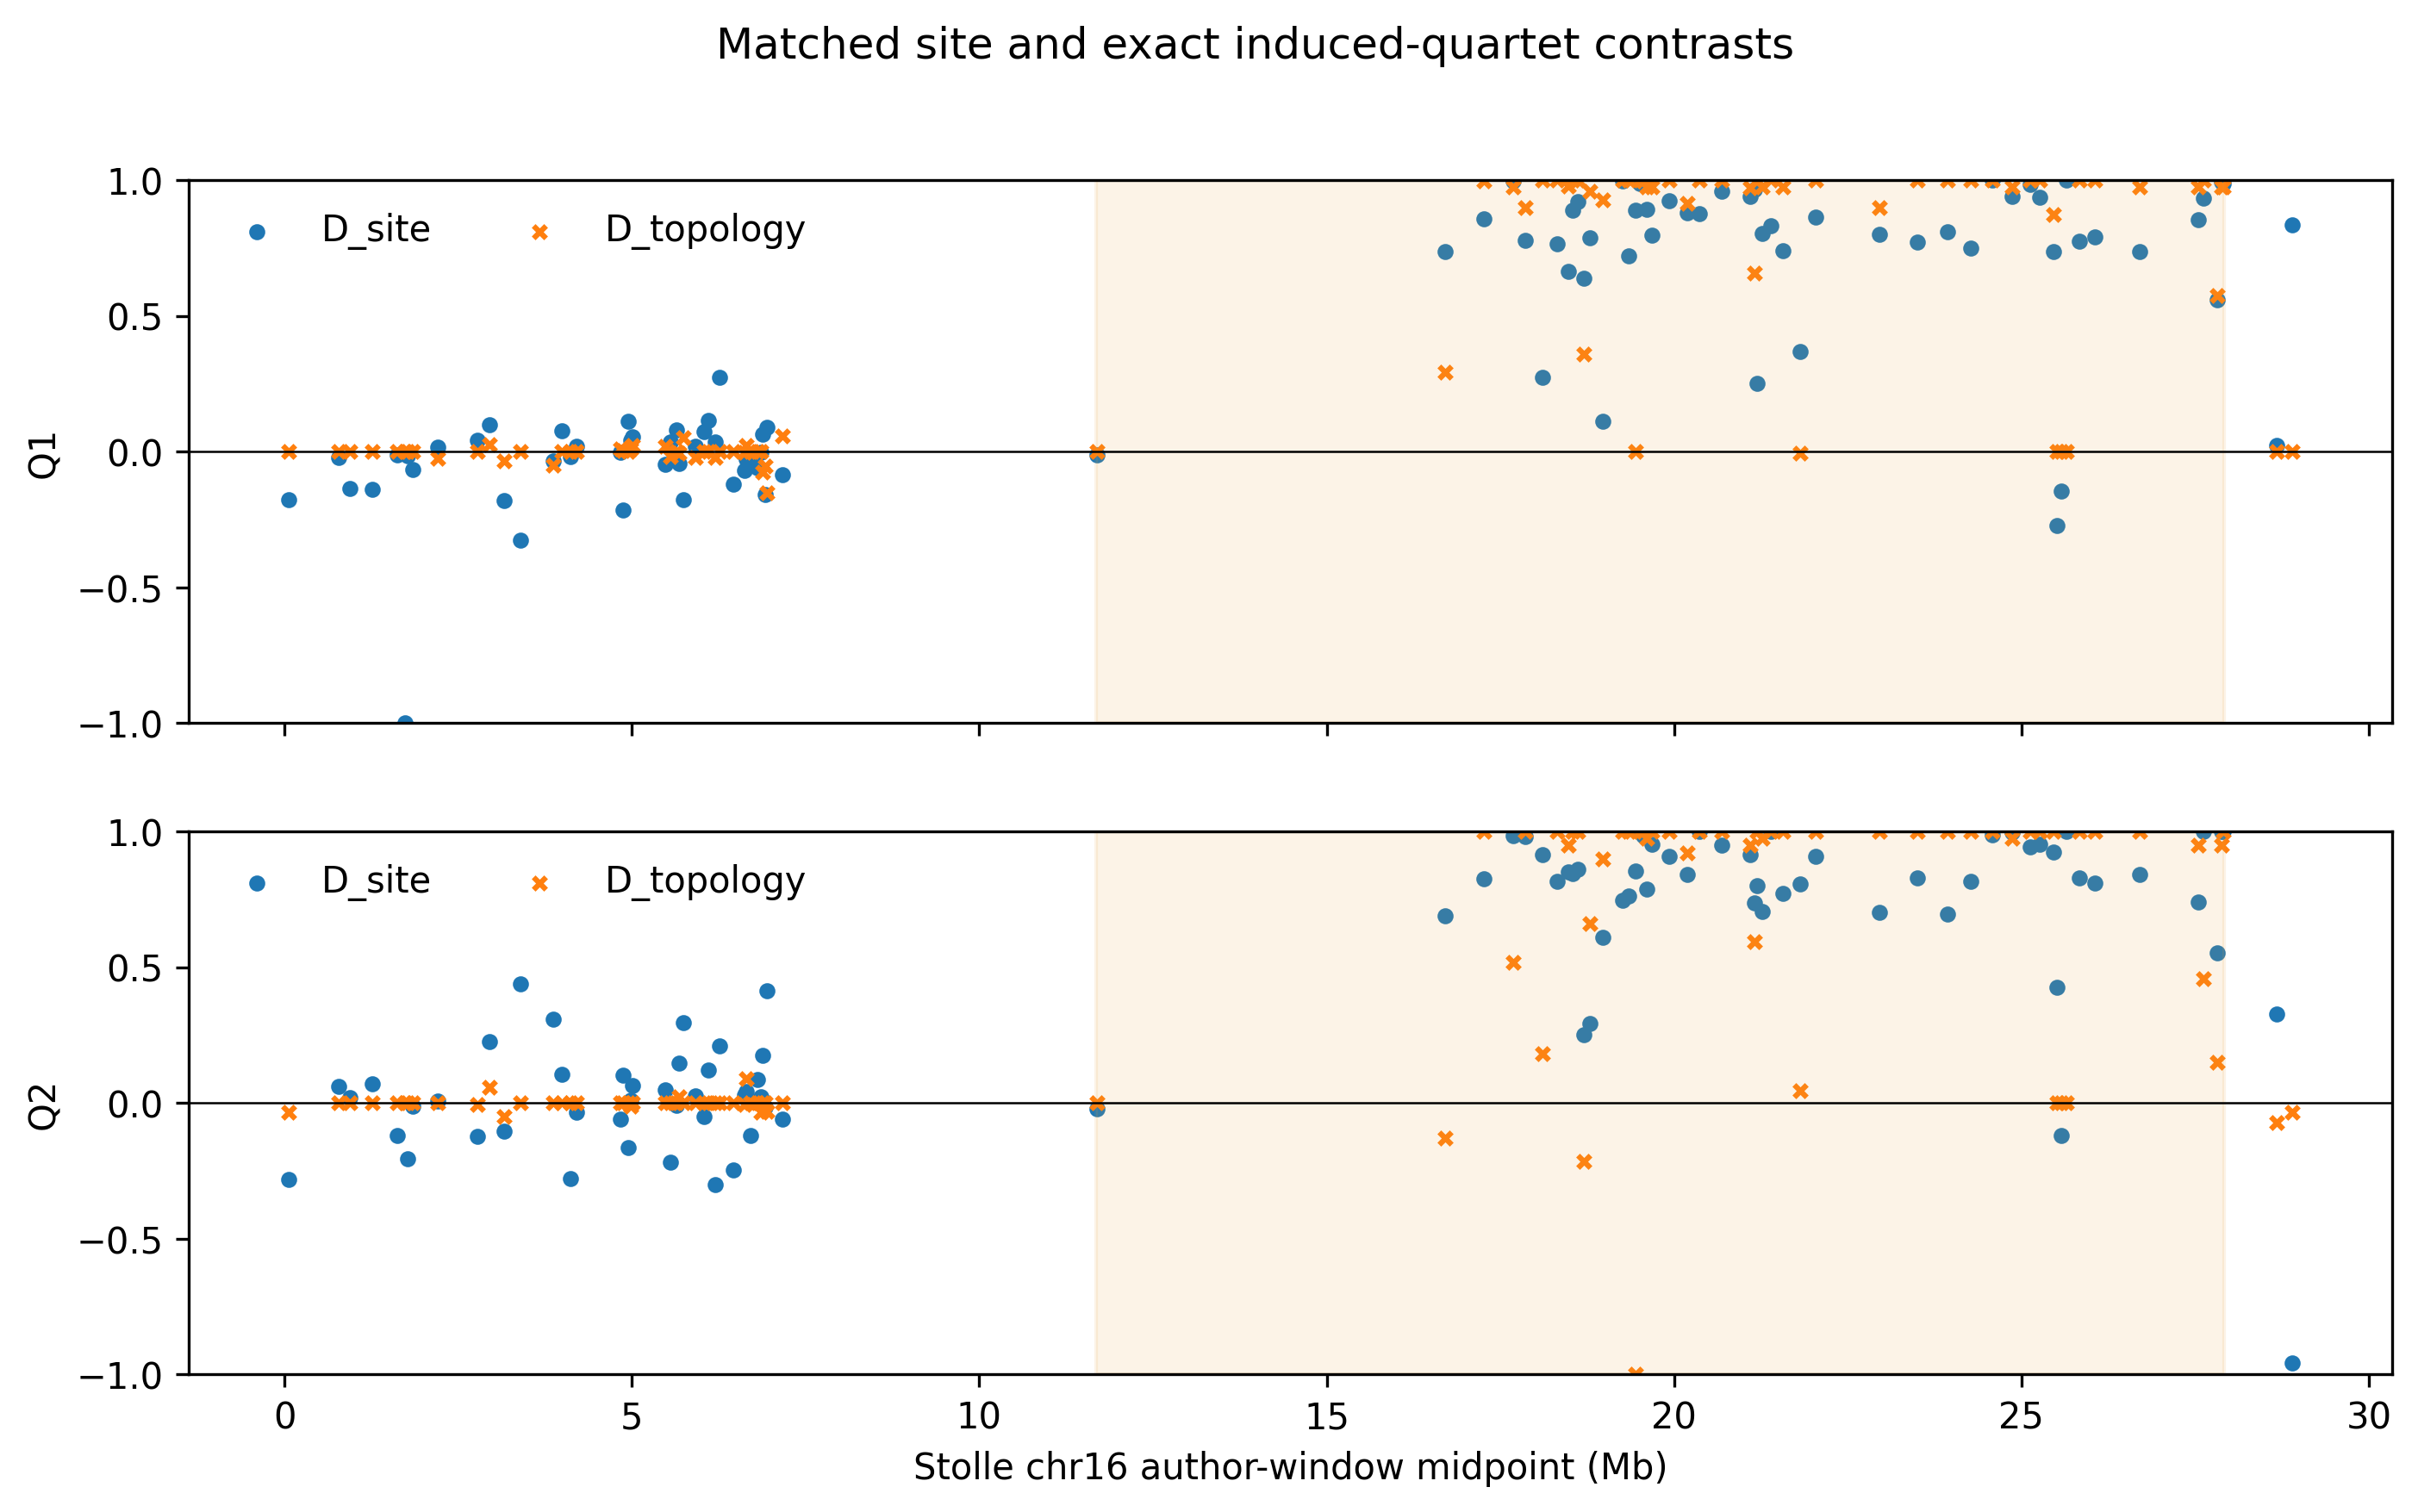 Matched site and exact induced-quartet contrasts
1.0
D_site
D_topology
0.5
0.0
−0.5
−1.0
Q1
1.0
D_site
D_topology
0.5
0.0
−0.5
−1.0
Q2
0 5 10 15 20 25 30
Stolle chr16 author-window midpoint (Mb)